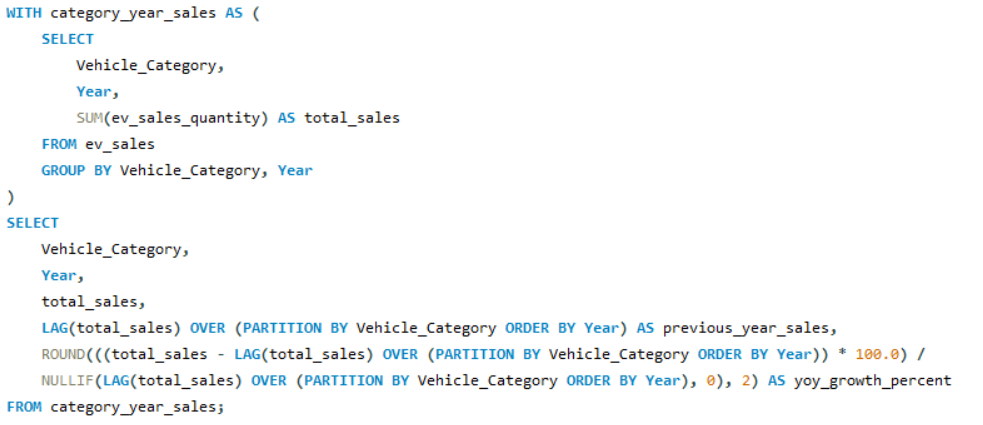 WITH category_year_sales AS (
    SELECT
        Vehicle_Category,
        Year,
        SUM(ev_sales_quantity) AS total_sales
    FROM ev_sales
    GROUP BY Vehicle_Category, Year
)
SELECT
    Vehicle_Category,
    Year,
    total_sales,
    LAG(total_sales) OVER (PARTITION BY Vehicle_Category ORDER BY Year) AS previous_year_sales,
    ROUND(((total_sales - LAG(total_sales) OVER (PARTITION BY Vehicle_Category ORDER BY Year)) * 100.0) /
    NULLIF(LAG(total_sales) OVER (PARTITION BY Vehicle_Category ORDER BY Year), 0), 2) AS yoy_growth_percent
FROM category_year_sales;